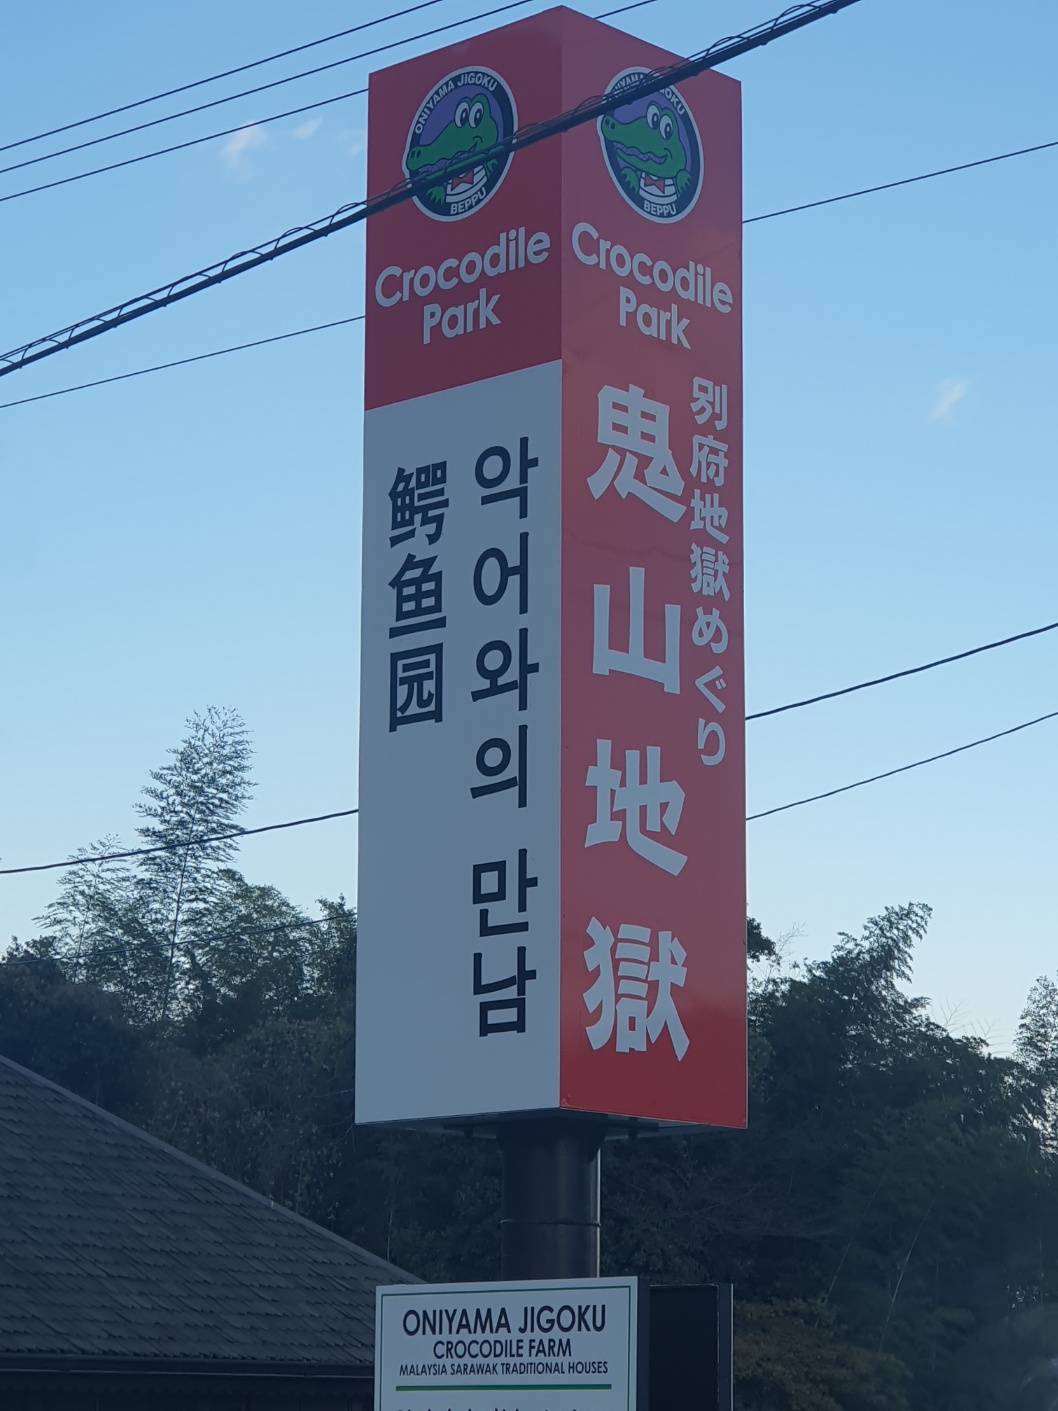 ONIYAMA JIGOKU
BEPPU
Crocodile
Park
악어와의 만남
鳄鱼园
ONIYAMA JIGOKU
BEPPU
Crocodile
Park
別府地獄めぐり
鬼山地獄
ONIYAMA JIGOKU
CROCODILE FARM
MALAYSIA SARAWAK TRADITIONAL HOUSES